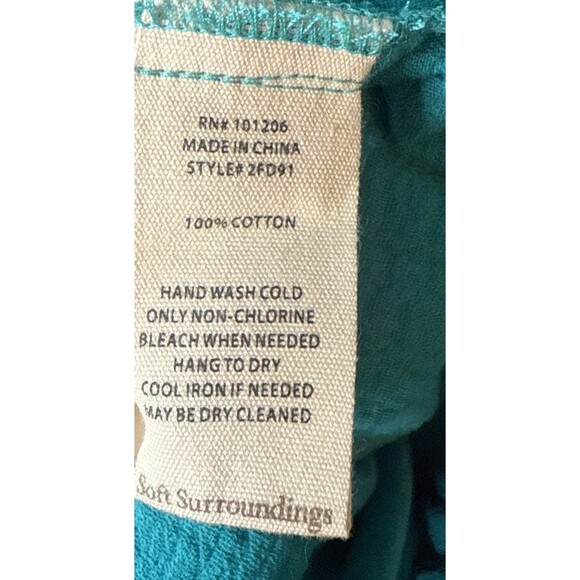 RN# 101206
MADE IN CHINA
STYLE# 2FD91
100% COTTON
HAND WASH COLD
ONLY NON-CHLORINE
BLEACH WHEN NEEDED
HANG TO DRY
COOL IRON IF NEEDED
MAY BE DRY CLEANED
Soft Surroundings